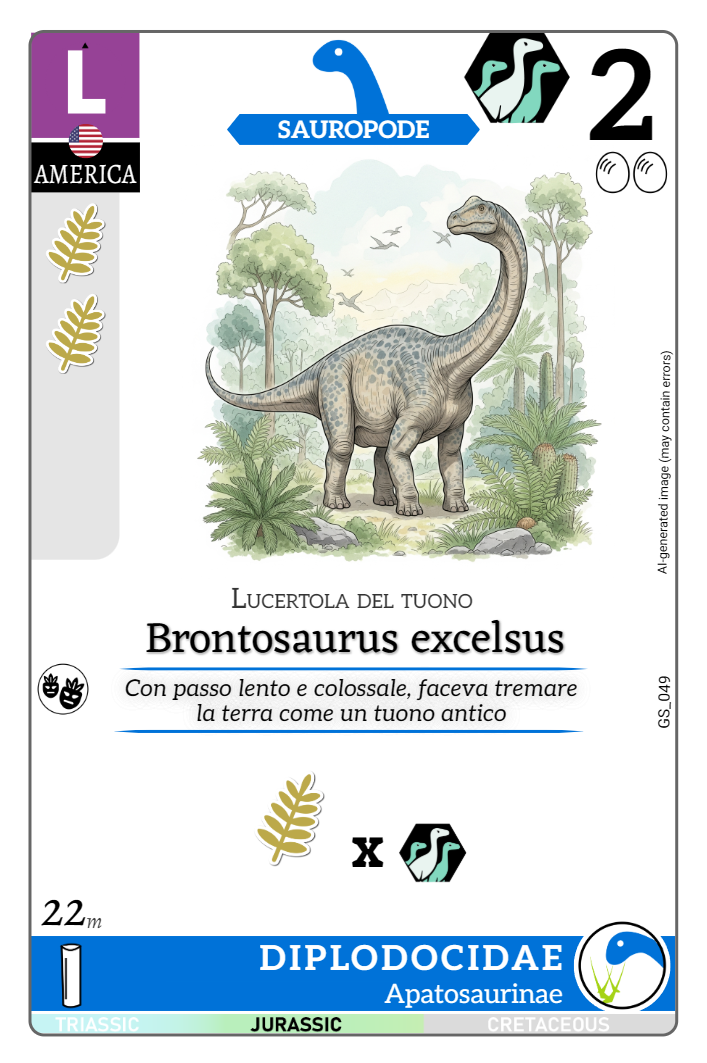 L
AMERICA
SAUROPODE
2
AI-generated image (may contain errors)
LUCERTOLA DEL TUONO
Brontosaurus excelsus
Con passo lento e colossale, faceva tremare
la terra come un tuono antico
GS_049
x
22m
DIPLODOCIDAE
Apatosaurinae
TRIASSIC
JURASSIC
CRETACEOUS